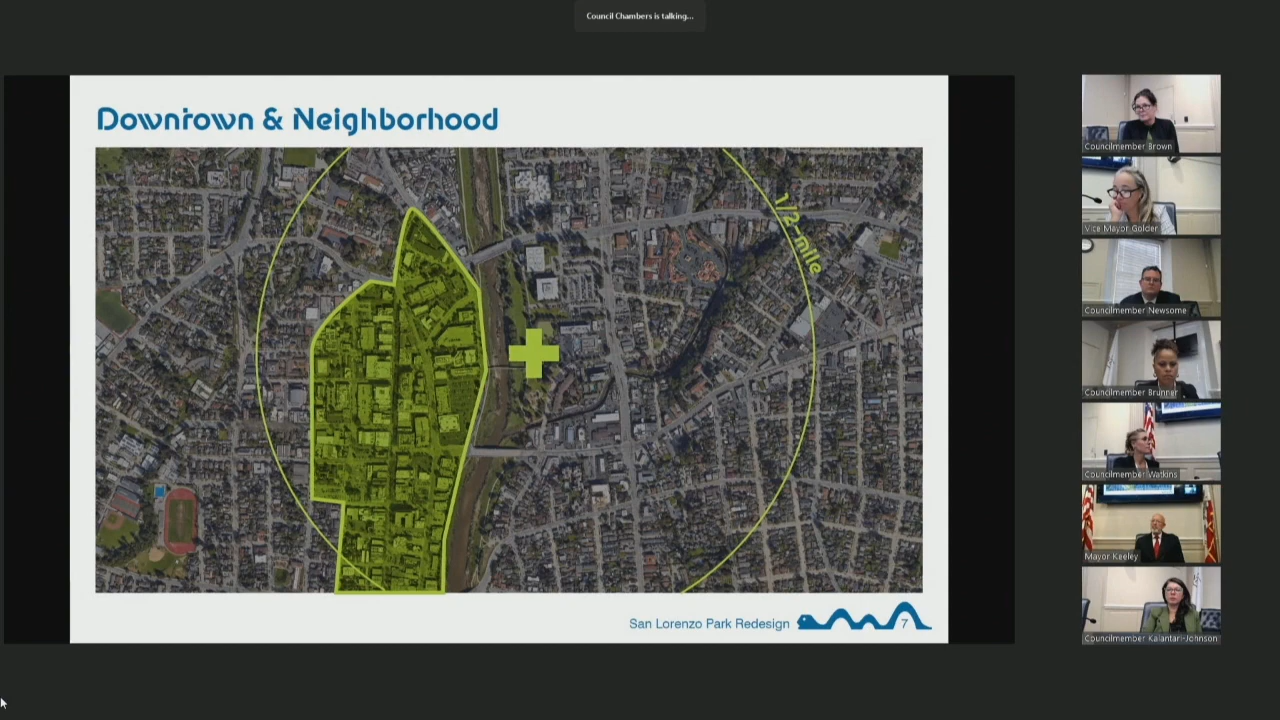 Council Chambers is talking...
Downtown & Neighborhood
1/2-mile
San Lorenzo Park Redesign
7
Councilmember Brown
Vice Mayor Golder
Councilmember Newsome
Councilmember Brunner
Councilmember Watkins
Mayor Keeley
Councilmember Kalantari-Johnson